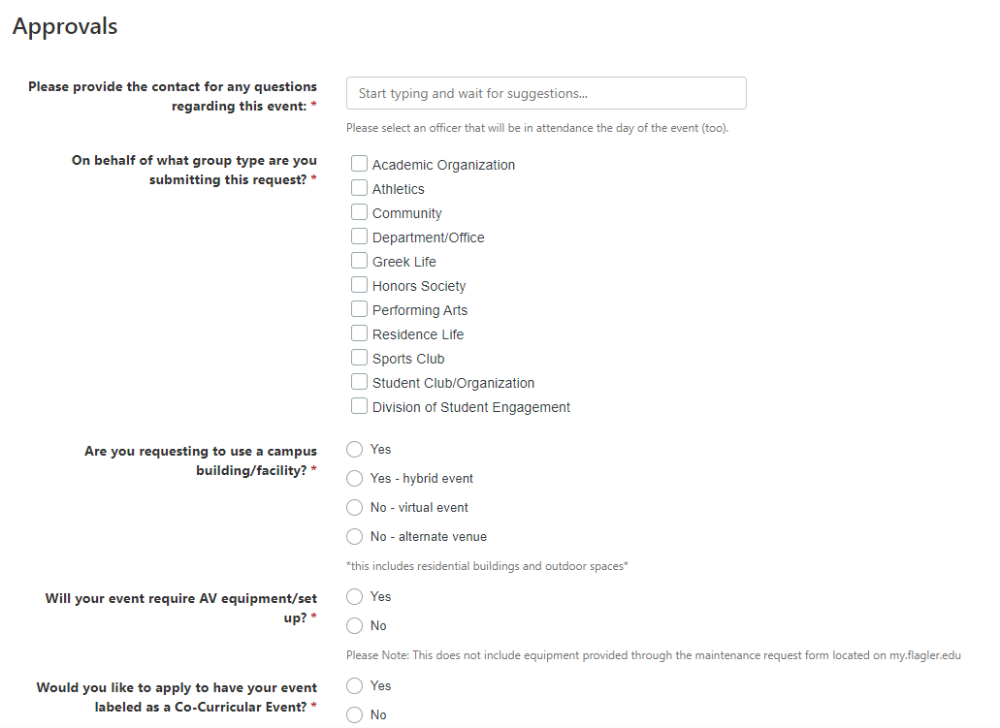 Approvals
Please provide the contact for any questions
regarding this event: *
Start typing and wait for suggestions...
Please select an officer that will be in attendance the day of the event (too).
On behalf of what group type are you
submitting this request? *
Academic Organization
Athletics
Community
Department/Office
Greek Life
Honors Society
Performing Arts
Residence Life
Sports Club
Student Club/Organization
Division of Student Engagement
Are you requesting to use a campus
building/facility? *
Yes
Yes - hybrid event
No - virtual event
No - alternate venue
*this includes residential buildings and outdoor spaces*
Will your event require AV equipment/set
up? *
Yes
No
Please Note: This does not include equipment provided through the maintenance request form located on my.flagler.edu
Would you like to apply to have your event
labeled as a Co-Curricular Event? *
Yes
No